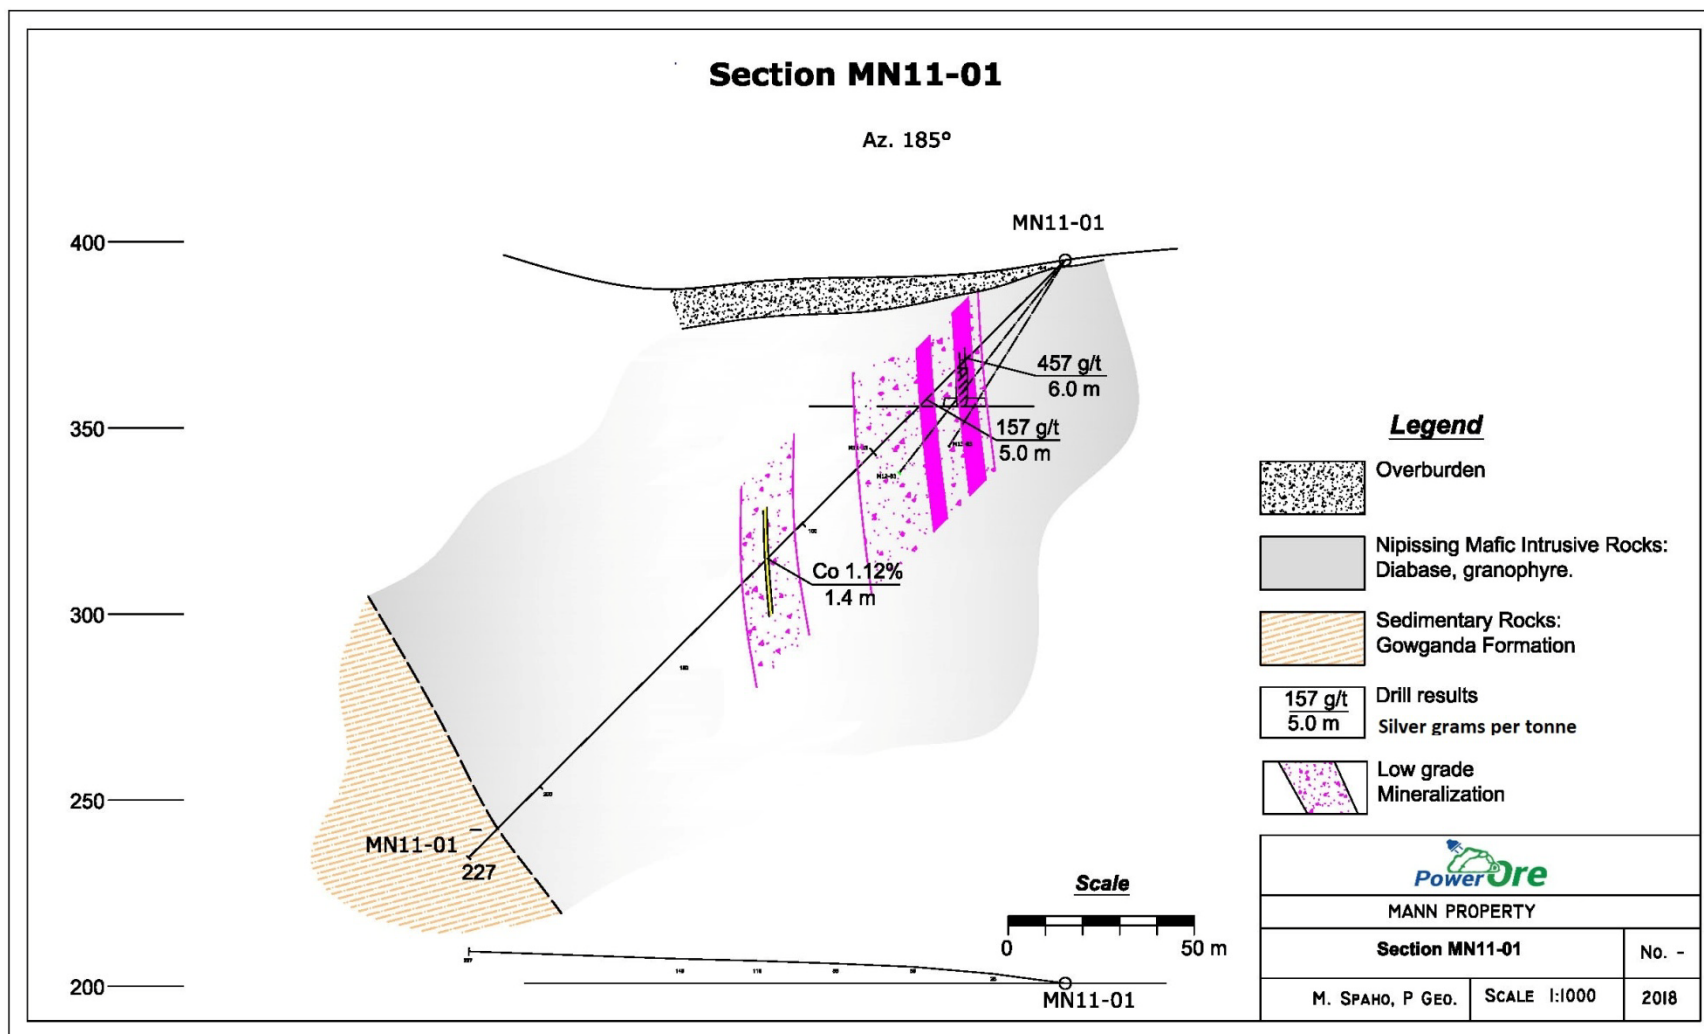 Section MN11-01
Az. 185°
MN11-01
400
350
300
250
200
457 g/t
6.0 m
157 g/t
5.0 m
Co 1.12%
1.4 m
100
150
200
MN11-01
227
Scale
0 50 m
MN11-01
Legend
Overburden
Nipissing Mafic Intrusive Rocks:
Diabase, granophyre.
Sedimentary Rocks:
Gowganda Formation
157 g/t
5.0 m
Drill results
Silver grams per tonne
Low grade
Mineralization
PowerOre
MANN PROPERTY
Section MN11-01
No. -
M. SPAHO, P GEO.
SCALE 1:1000
2018